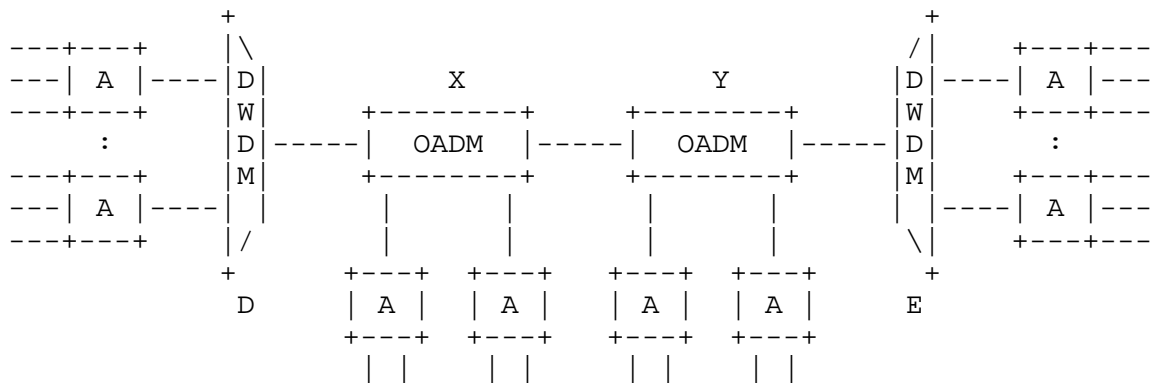 +                                            +
                 |\                                          /|
---+---+         | \                                        / |       +---+---
---| A |----|D|        X             Y        |D|----| A |---
---+---+    |W|   +--------+    +--------+    |W|    +---+---
     :      |D|-----|  OADM  |-----|  OADM  |-----|D|      :
---+---+    |M|   +--------+    +--------+    |M|    +---+---
---| A |----| |     |      |      |      |    | |----| A |---
---+---+    |/      |      |      |      |     \|    +---+---
            +     +---+  +---+  +---+  +---+    +
             D    | A |  | A |  | A |  | A |   E
                  +---+  +---+  +---+  +---+
                   | |    | |    | |    | |